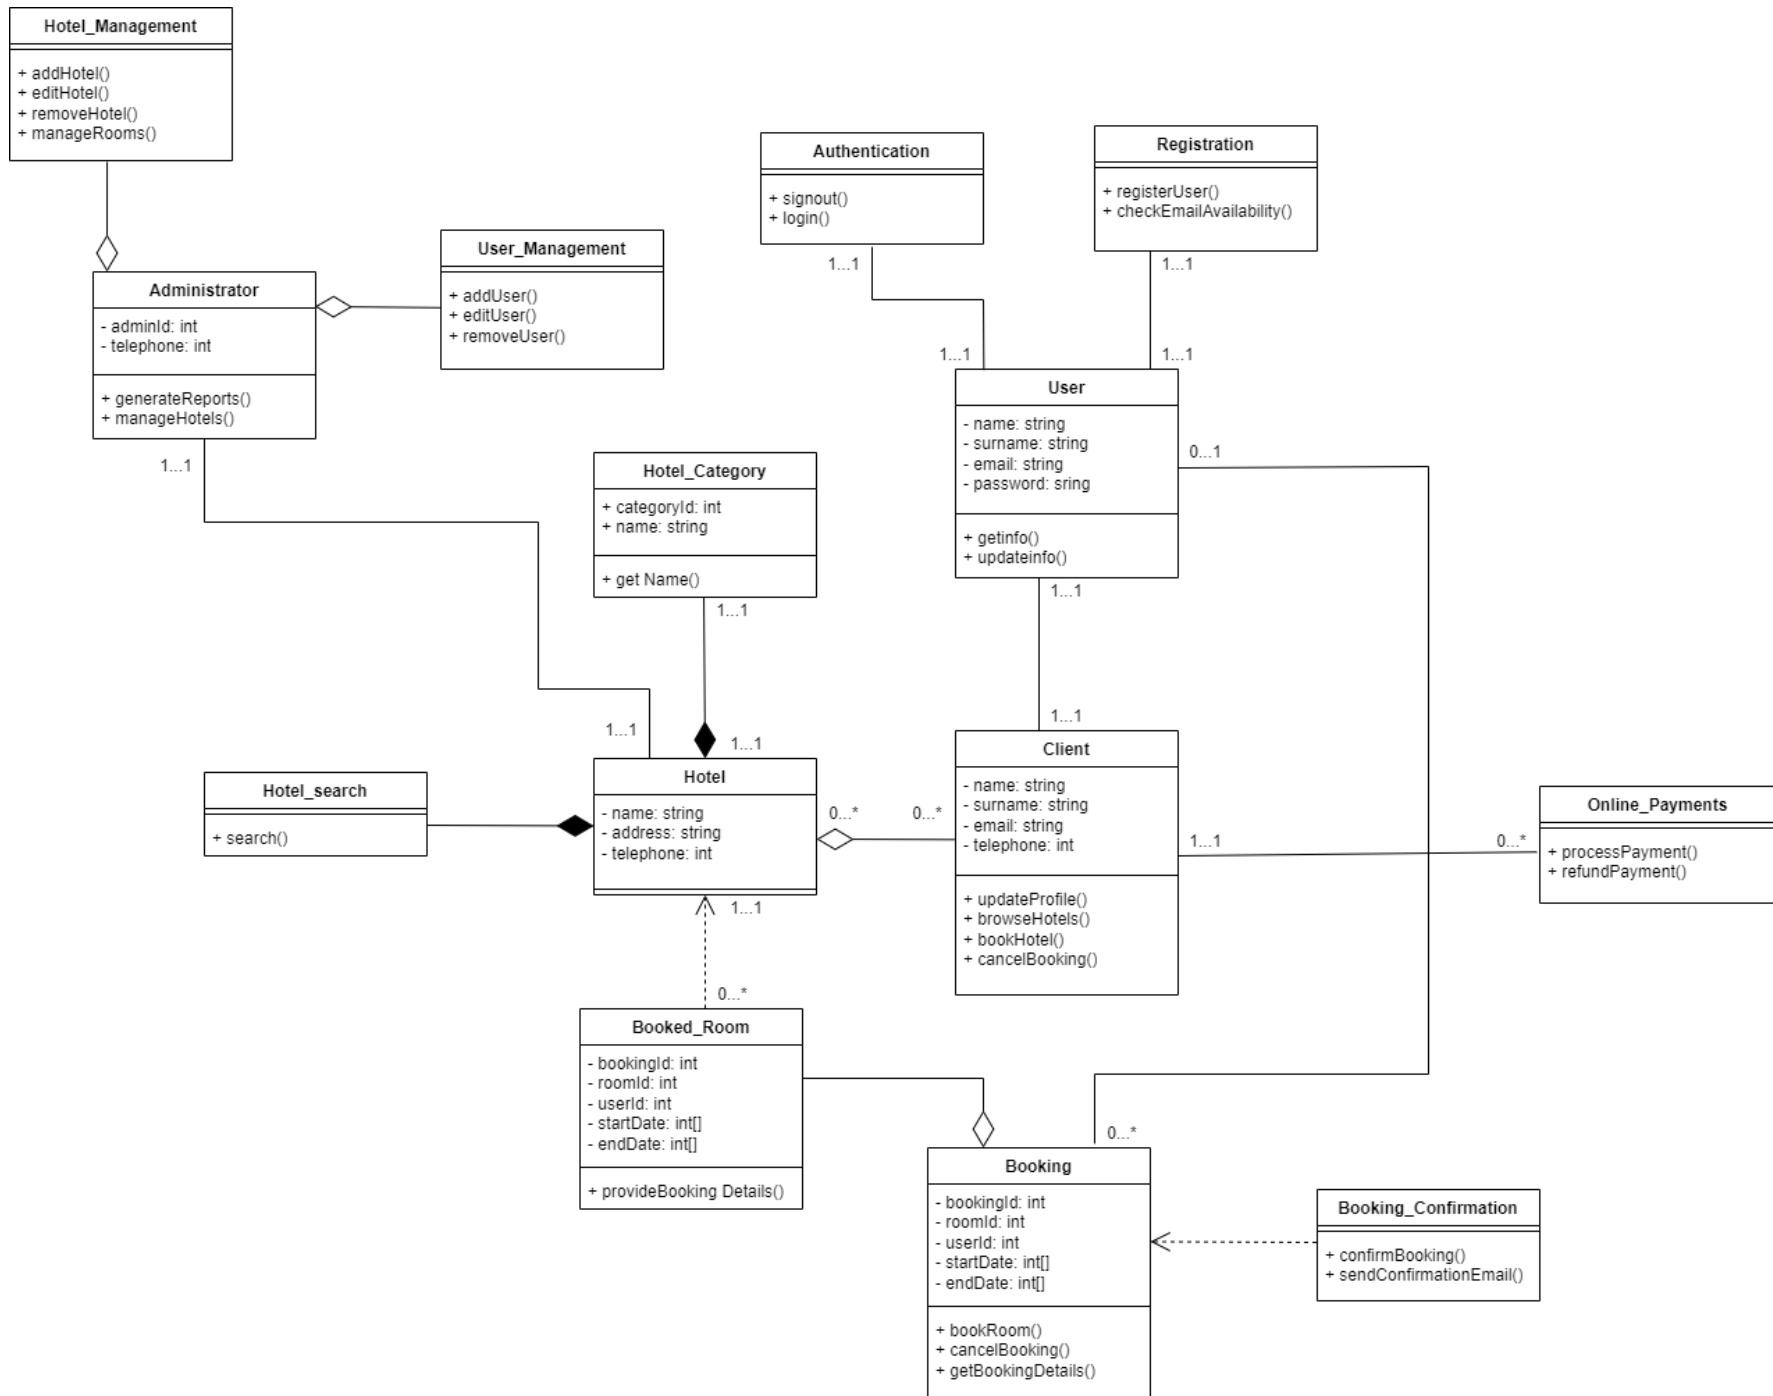 Hotel_Management
+ addHotel()
+ editHotel()
+ removeHotel()
+ manageRooms()
Authentication
+ signout()
+ login()
1...1
Registration
+ registerUser()
+ checkEmailAvailability()
1...1
User_Management
+ addUser()
+ editUser()
+ removeUser()
Administrator
- adminId: int
- telephone: int
+ generateReports()
+ manageHotels()
1...1
1...1
1...1
User
- name: string
- surname: string
- email: string
- password: sring
+ getinfo()
+ updateinfo()
0...1
1...1
Hotel_Category
+ categoryId: int
+ name: string
+ get Name()
1...1
1...1
1...1
1...1
Hotel_search
+ search()
Hotel
- name: string
- address: string
- telephone: int
0...*
0...*
1...1
Client
- name: string
- surname: string
- email: string
- telephone: int
+ updateProfile()
+ browseHotels()
+ bookHotel()
+ cancelBooking()
1...1
0...*
Online_Payments
+ processPayment()
+ refundPayment()
0...*
Booked_Room
- bookingId: int
- roomId: int
- userId: int
- startDate: int[]
- endDate: int[]
+ provideBooking Details()
0...*
Booking
- bookingId: int
- roomId: int
- userId: int
- startDate: int[]
- endDate: int[]
+ bookRoom()
+ cancelBooking()
+ getBookingDetails()
Booking_Confirmation
+ confirmBooking()
+ sendConfirmationEmail()